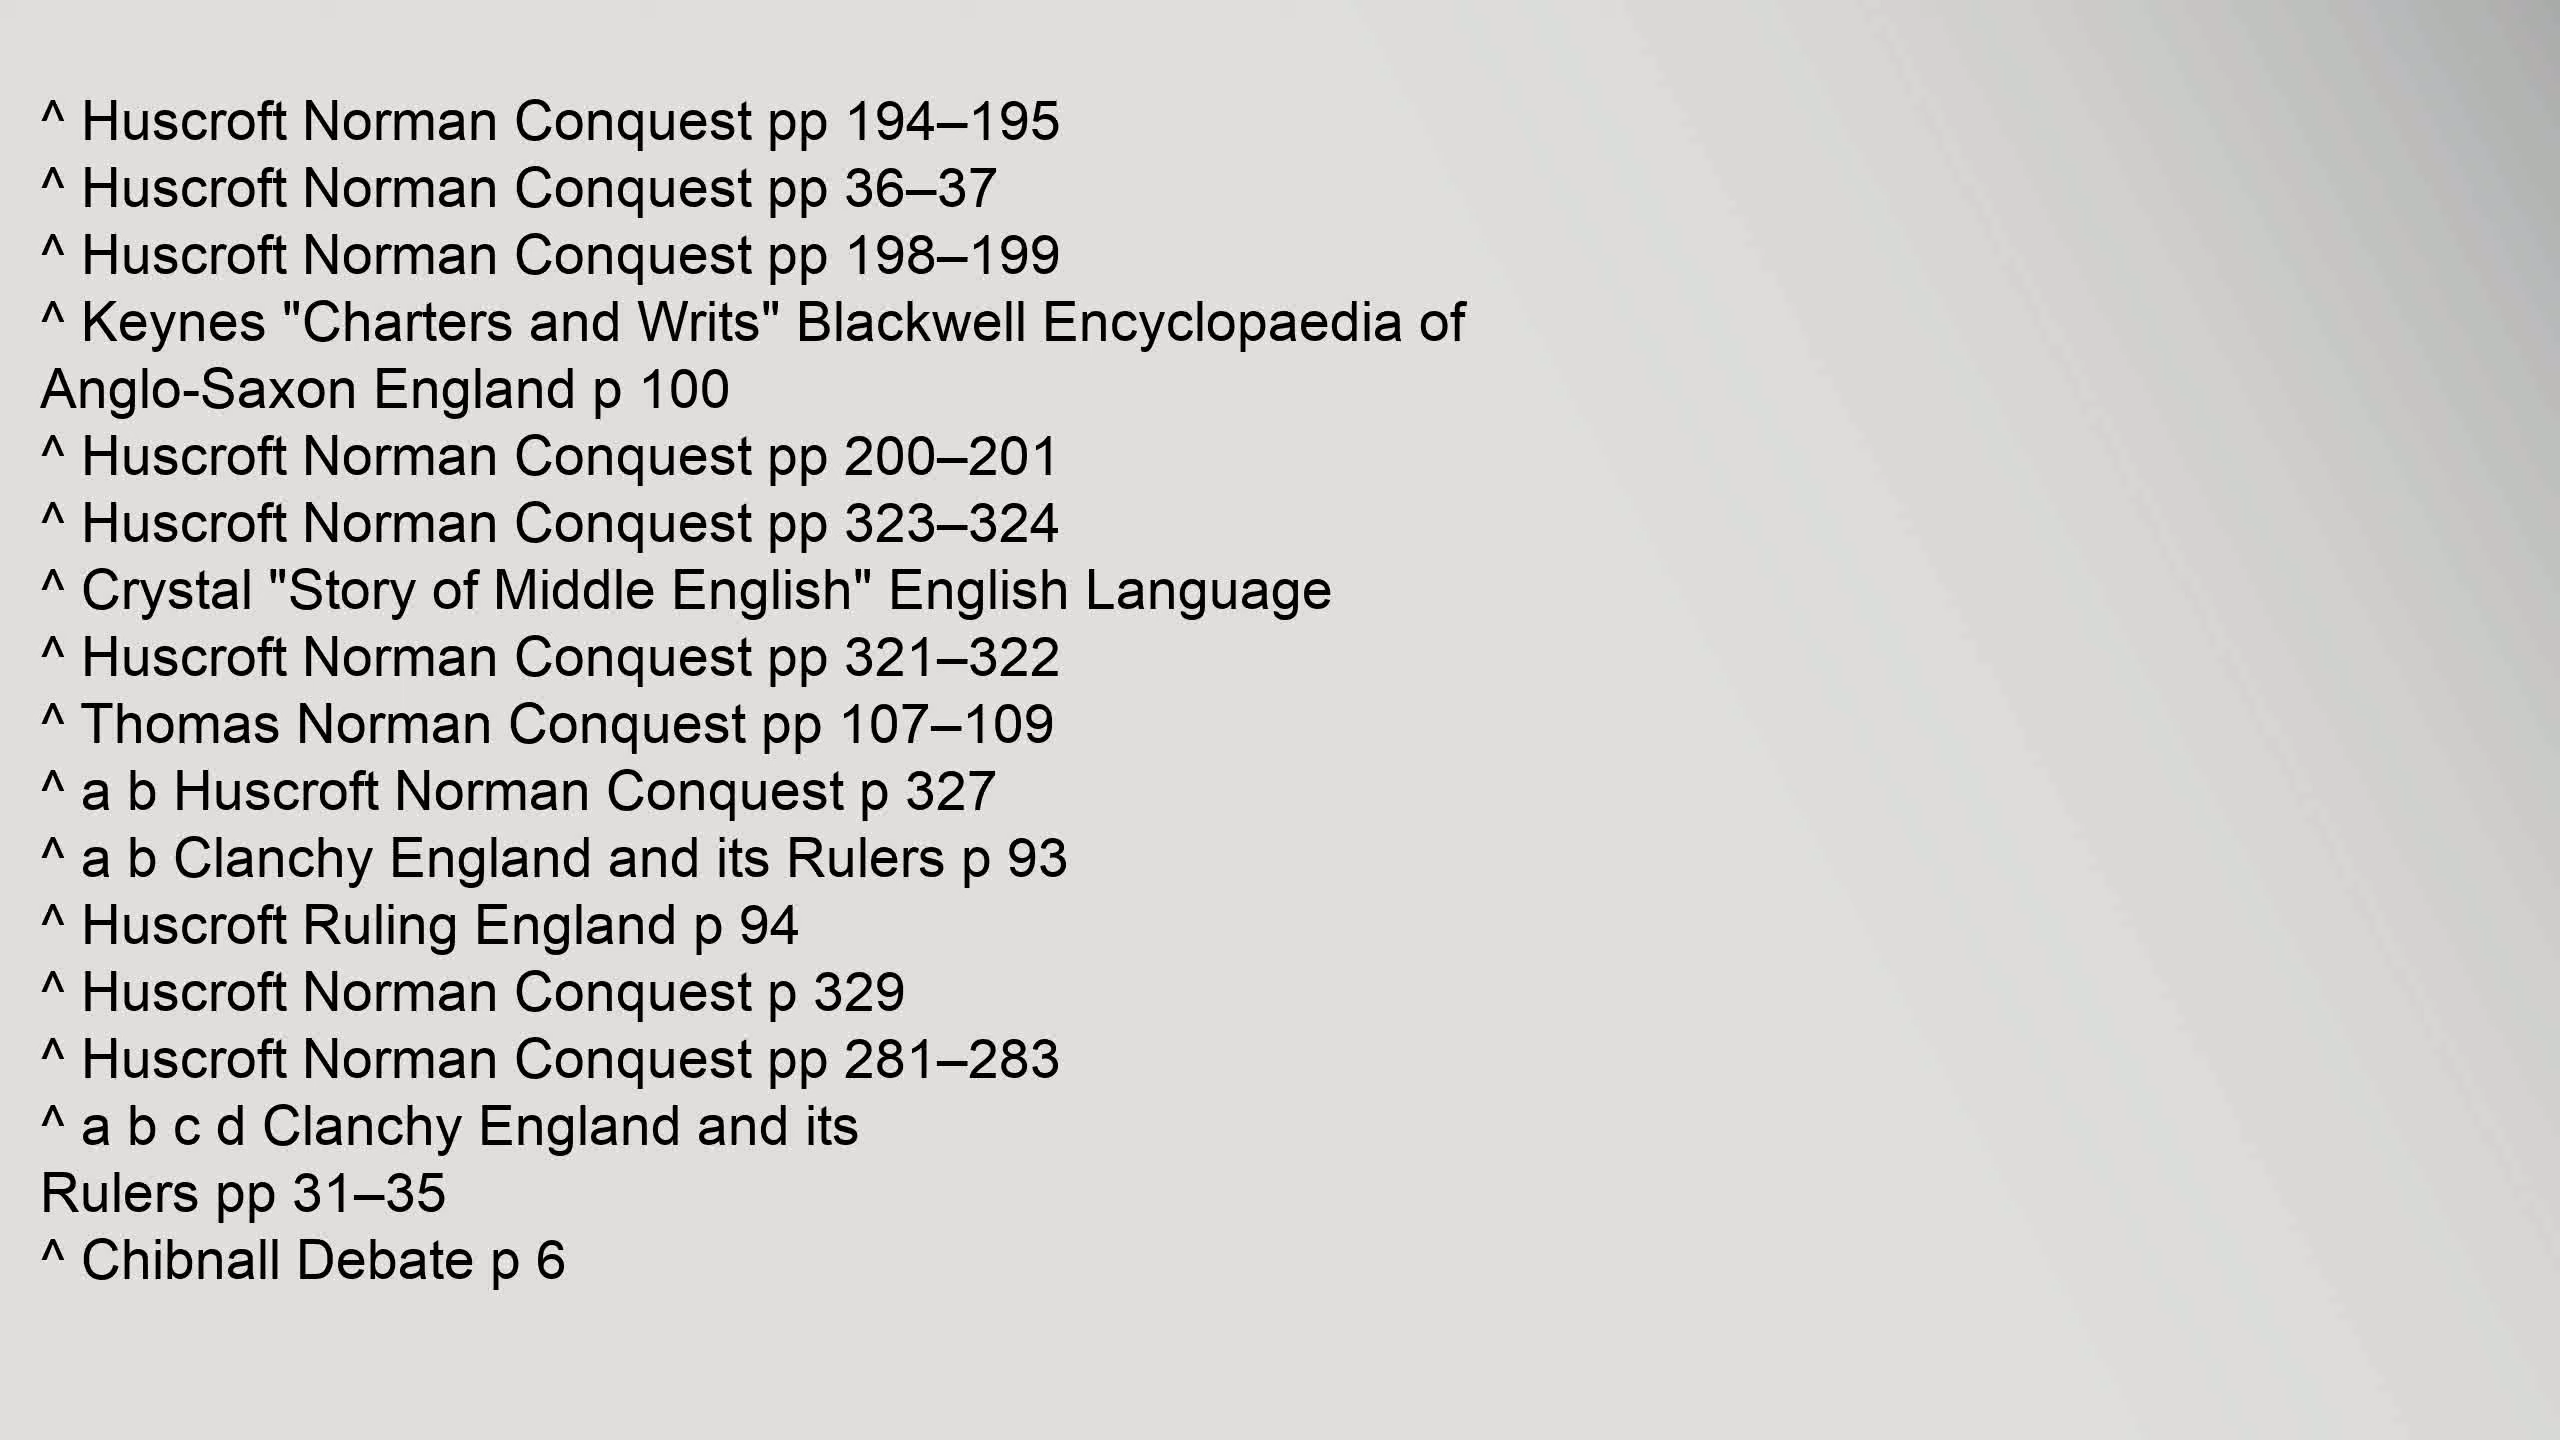 ^ Huscroft Norman Conquest pp 194–195
^ Huscroft Norman Conquest pp 36–37
^ Huscroft Norman Conquest pp 198–199
^ Keynes "Charters and Writs" Blackwell Encyclopaedia of
Anglo-Saxon England p 100
^ Huscroft Norman Conquest pp 200–201
^ Huscroft Norman Conquest pp 323–324
^ Crystal "Story of Middle English" English Language
^ Huscroft Norman Conquest pp 321–322
^ Thomas Norman Conquest pp 107–109
^ a b Huscroft Norman Conquest p 327
^ a b Clanchy England and its Rulers p 93
^ Huscroft Ruling England p 94
^ Huscroft Norman Conquest p 329
^ Huscroft Norman Conquest pp 281–283
^ a b c d Clanchy England and its
Rulers pp 31–35
^ Chibnall Debate p 6